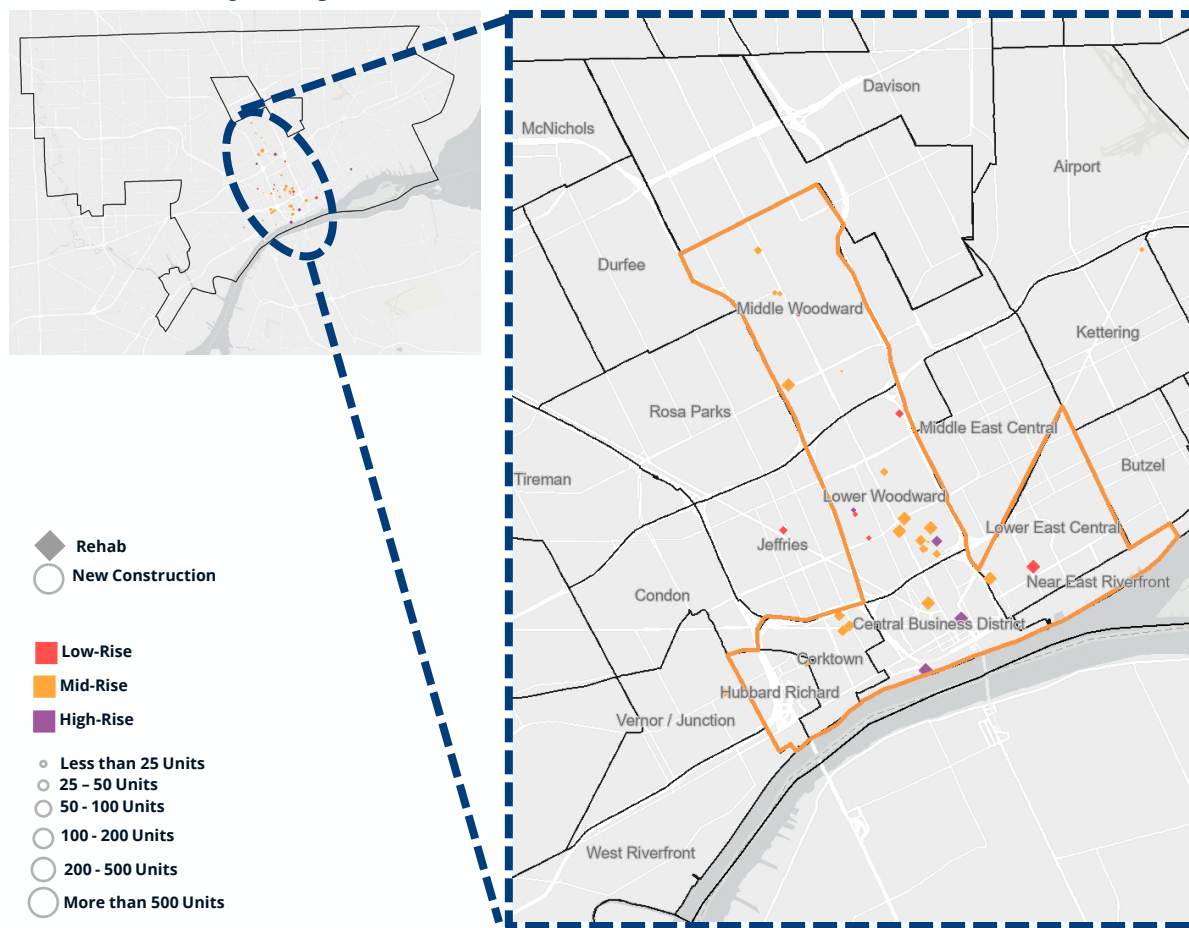 Rehab
New Construction
Low-Rise
Mid-Rise
High-Rise
Less than 25 Units
25 – 50 Units
50 - 100 Units
100 - 200 Units
200 - 500 Units
More than 500 Units
Davison
McNichols
Airport
Durfee
Middle Woodward
Kettering
Rosa Parks
Middle East Central
Butzel
Tireman
Lower Woodward
Lower East Central
Jeffries
Near East Riverfront
Condon
Central Business District
Corktown
Hubbard Richard
Vernor / Junction
West Riverfront